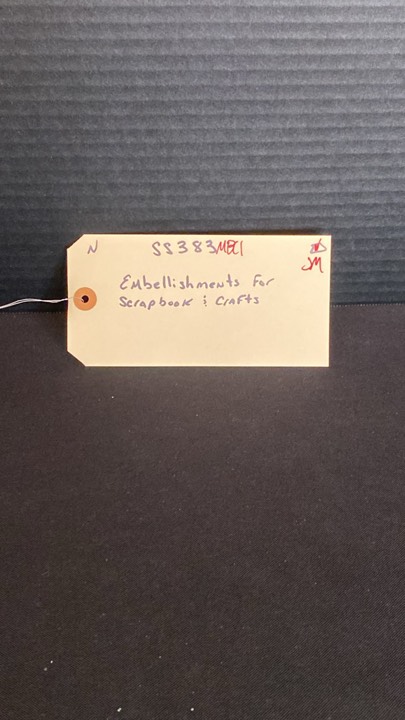 N SS383MEC1
JM
Embellishments For
Scrapbook & Crafts